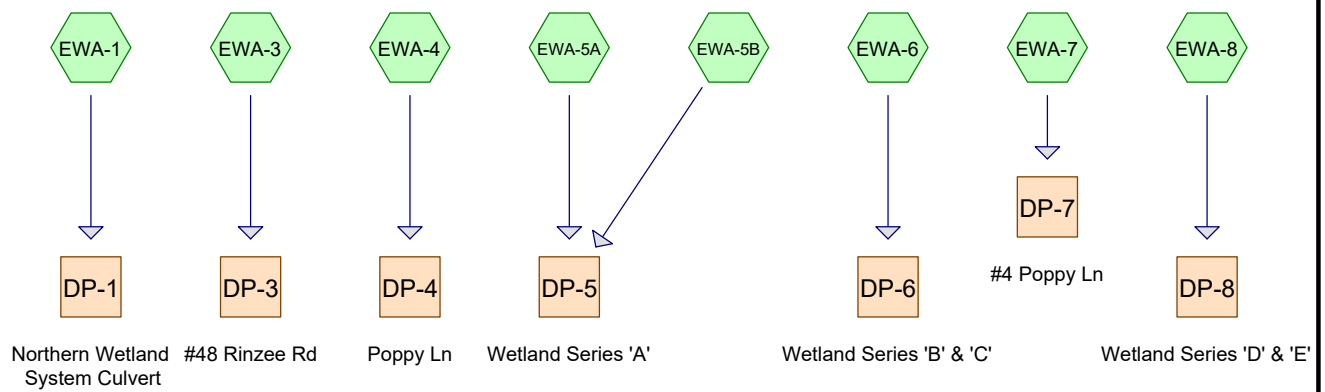 EWA-1
EWA-3
EWA-4
EWA-5A
EWA-5B
EWA-6
EWA-7
EWA-8
DP-7
#4 Poppy Ln
DP-1
DP-3
DP-4
DP-5
DP-6
DP-8
Northern Wetland
System Culvert
#48 Rinzee Rd
Poppy Ln
Wetland Series 'A'
Wetland Series 'B' & 'C'
Wetland Series 'D' & 'E'